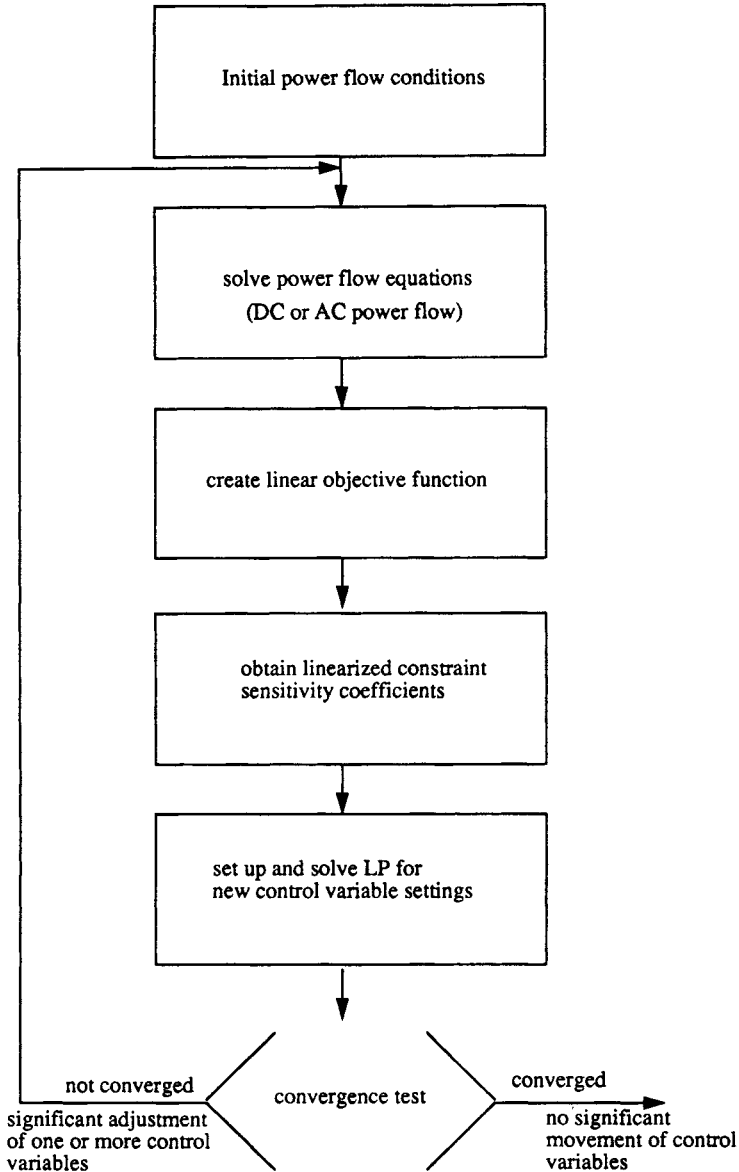 Initial power flow conditions
solve power flow equations
(DC or AC power flow)
create linear objective function
obtain linearized constraint
sensitivity coefficients
set up and solve LP for
new control variable settings
convergence test
not converged
significant adjustment
of one or more control
variables
converged
no significant
movement of control
variables